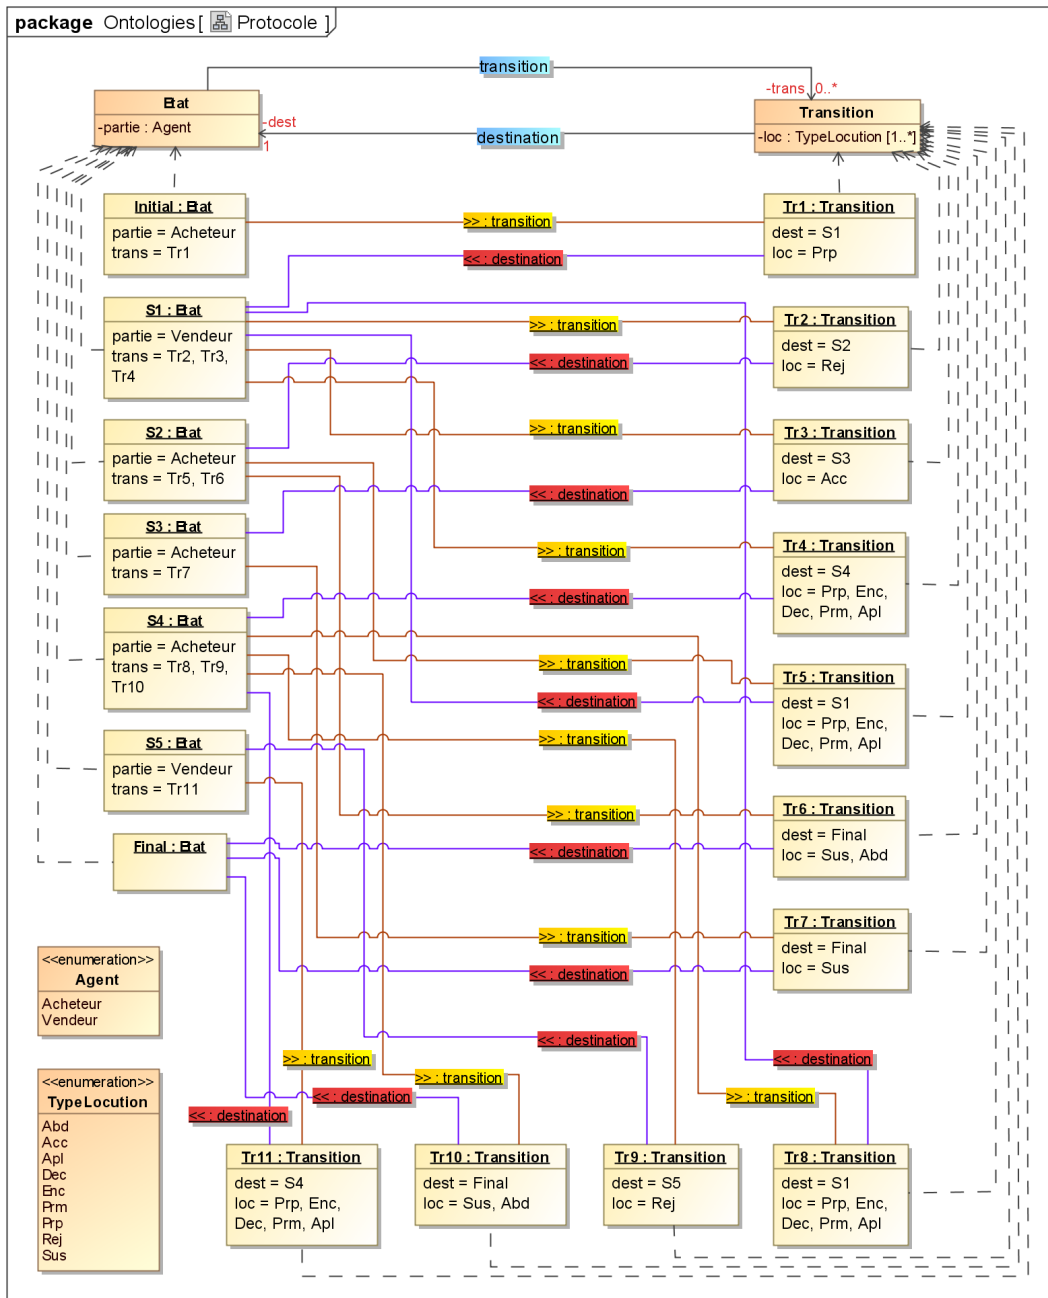 package Ontologies [ Protocole ]
transition
-trans 0..*
Etat
-partie : Agent
-dest
1
destination
Transition
-loc : TypeLocution [1..*]
Initial : Etat
partie = Acheteur
trans = Tr1
>> : transition
<< : destination
Tr1 : Transition
dest = S1
loc = Prp
S1 : Etat
partie = Vendeur
trans = Tr2, Tr3,
Tr4
>> : transition
<< : destination
Tr2 : Transition
dest = S2
loc = Rej
S2 : Etat
partie = Acheteur
trans = Tr5, Tr6
>> : transition
<< : destination
Tr3 : Transition
dest = S3
loc = Acc
S3 : Etat
partie = Acheteur
trans = Tr7
>> : transition
<< : destination
Tr4 : Transition
dest = S4
loc = Prp, Enc,
Dec, Prm, Apl
S4 : Etat
partie = Acheteur
trans = Tr8, Tr9,
Tr10
>> : transition
<< : destination
>> : transition
Tr5 : Transition
dest = S1
loc = Prp, Enc,
Dec, Prm, Apl
S5 : Etat
partie = Vendeur
trans = Tr11
>> : transition
<< : destination
Tr6 : Transition
dest = Final
loc = Sus, Abd
Final : Etat
>> : transition
<< : destination
Tr7 : Transition
dest = Final
loc = Sus
<<enumeration>>
Agent
Acheteur
Vendeur
<< : destination
<< : destination
>> : transition
>> : transition
<< : destination
>> : transition
<< : destination
<<enumeration>>
TypeLocution
Abd
Acc
Apl
Dec
Enc
Prm
Prp
Rej
Sus
Tr11 : Transition
dest = S4
loc = Prp, Enc,
Dec, Prm, Apl
Tr10 : Transition
dest = Final
loc = Sus, Abd
Tr9 : Transition
dest = S5
loc = Rej
Tr8 : Transition
dest = S1
loc = Prp, Enc,
Dec, Prm, Apl